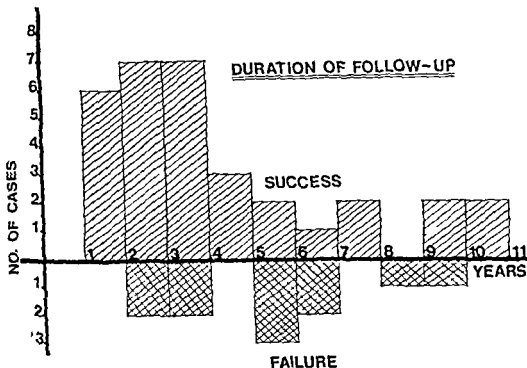 DURATION OF FOLLOW-UP
8
7
6
5
4
3
2
1
NO. OF CASES
SUCCESS
1 2 3 4 5 6 7 8 9 10 11
YEARS
1
2
3
FAILURE